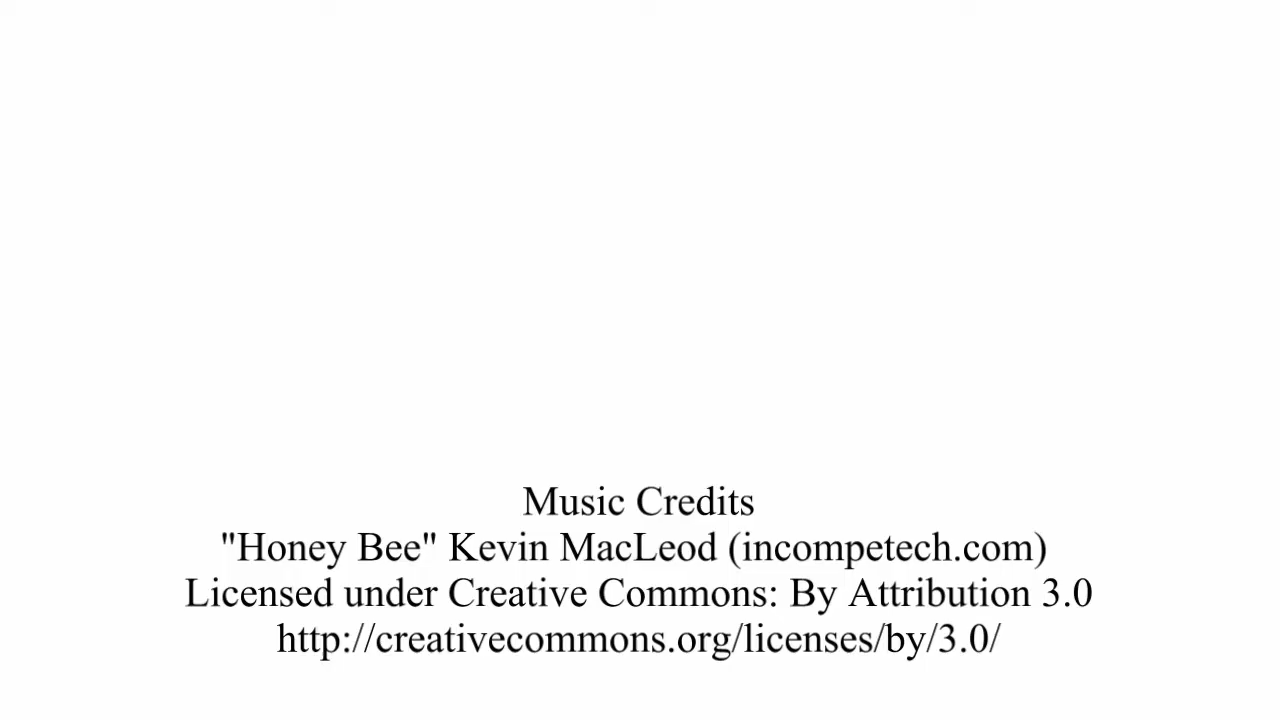 Music Credits
"Honey Bee" Kevin MacLeod (incompetech.com)
Licensed under Creative Commons: By Attribution 3.0
http://creativecommons.org/licenses/by/3.0/